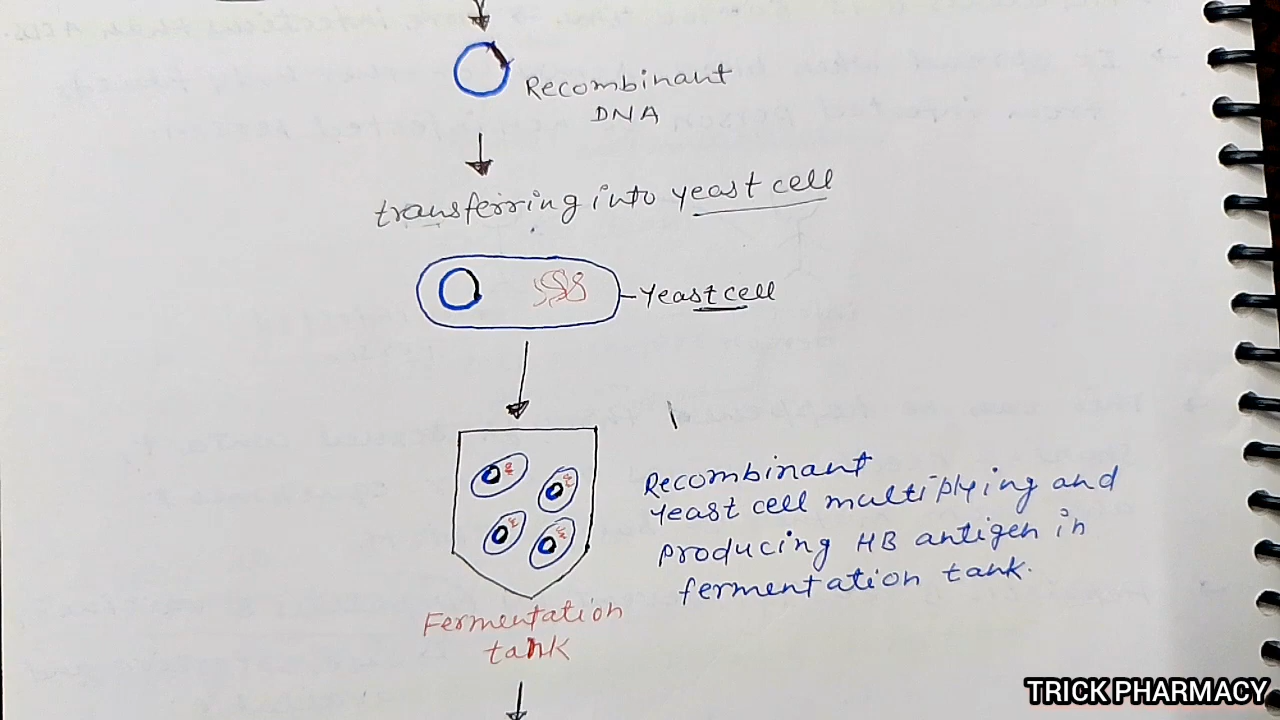 Recombinant
DNA
transferring into yeast cell
Yeast cell
Recombinant
yeast cell multiplying and
producing HB antigen in
fermentation tank.
Fermentation
tank
TRICK PHARMACY